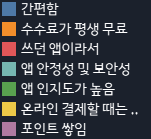 간편함
수수료가 평생 무료
쓰던 앱이라서
앱 안정성 및 보안성
앱 인지도가 높음
온라인 결제할 때는 ..
포인트 쌓임